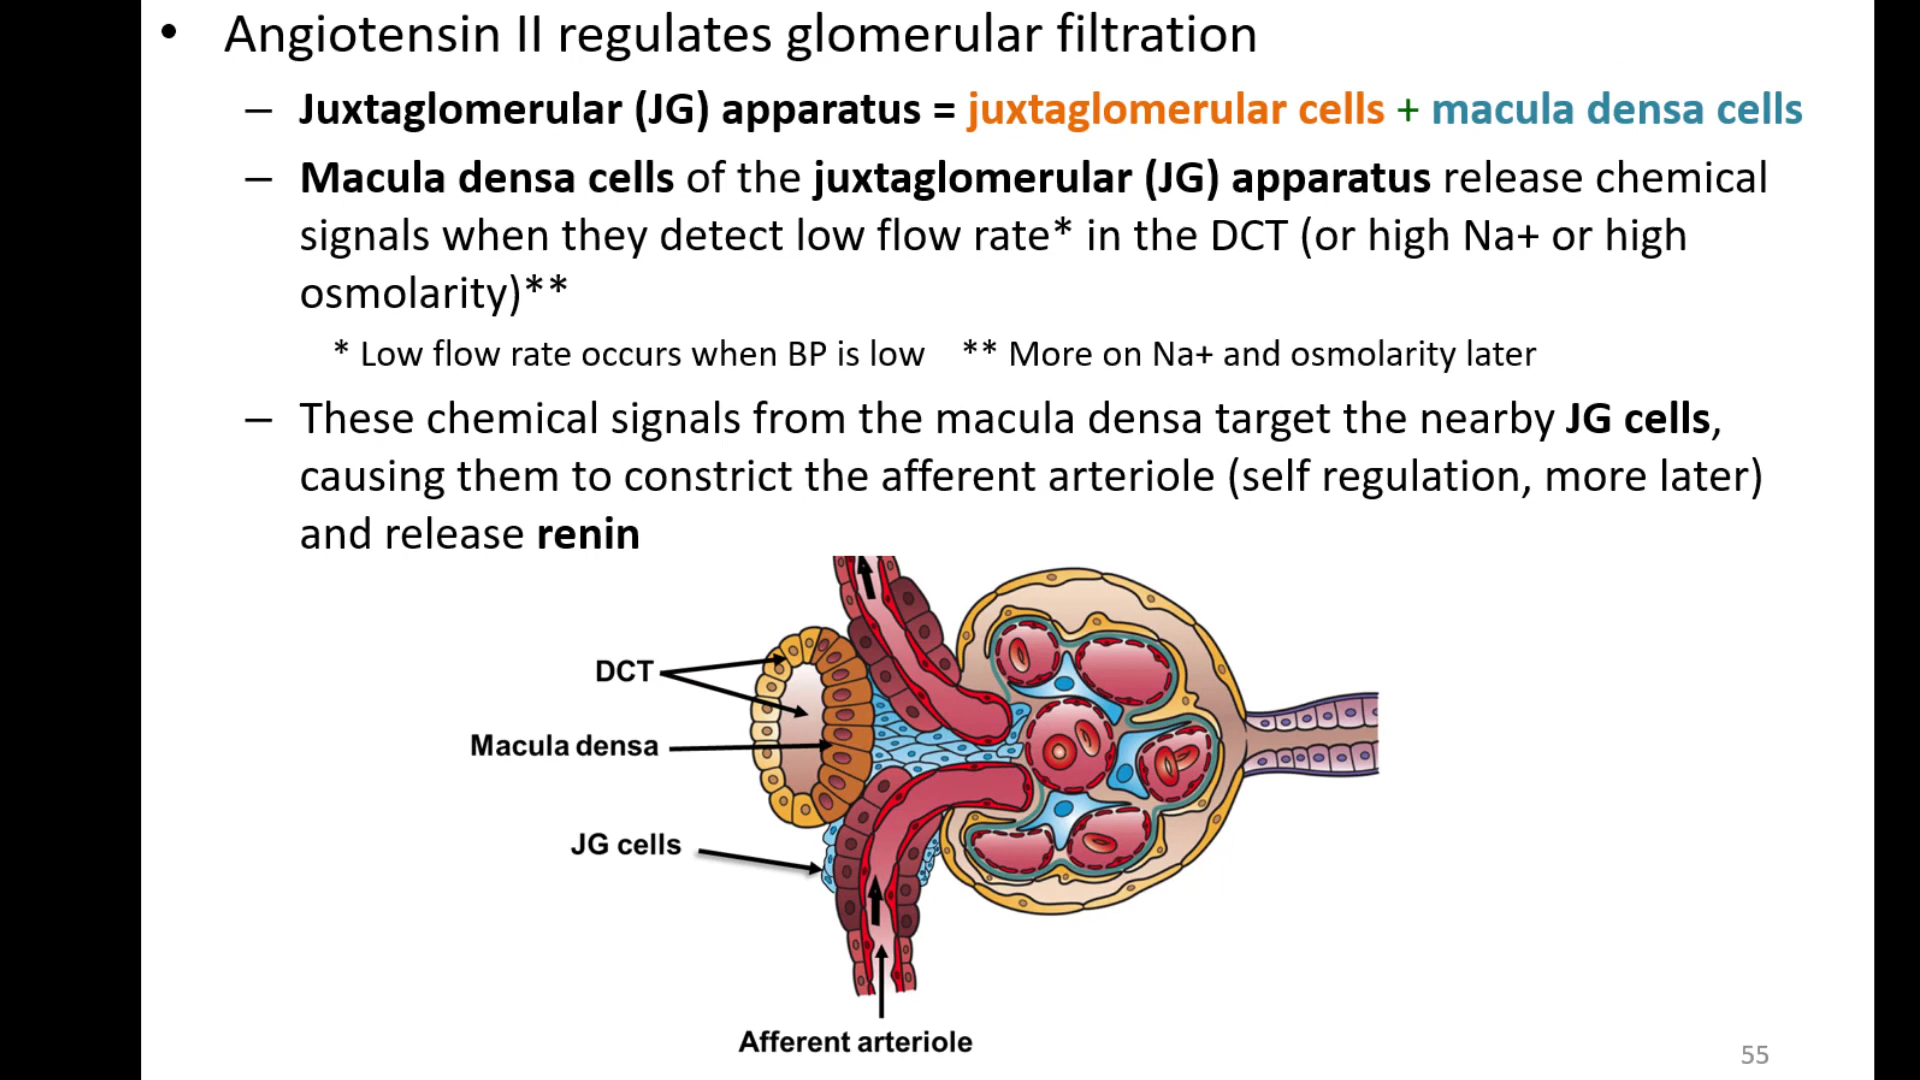 • Angiotensin II regulates glomerular filtration
– Juxtaglomerular (JG) apparatus = juxtaglomerular cells + macula densa cells
– Macula densa cells of the juxtaglomerular (JG) apparatus release chemical
signals when they detect low flow rate* in the DCT (or high Na+ or high
osmolarity)**
* Low flow rate occurs when BP is low ** More on Na+ and osmolarity later
– These chemical signals from the macula densa target the nearby JG cells,
causing them to constrict the afferent arteriole (self regulation, more later)
and release renin
DCT
Macula densa
JG cells
Afferent arteriole
55